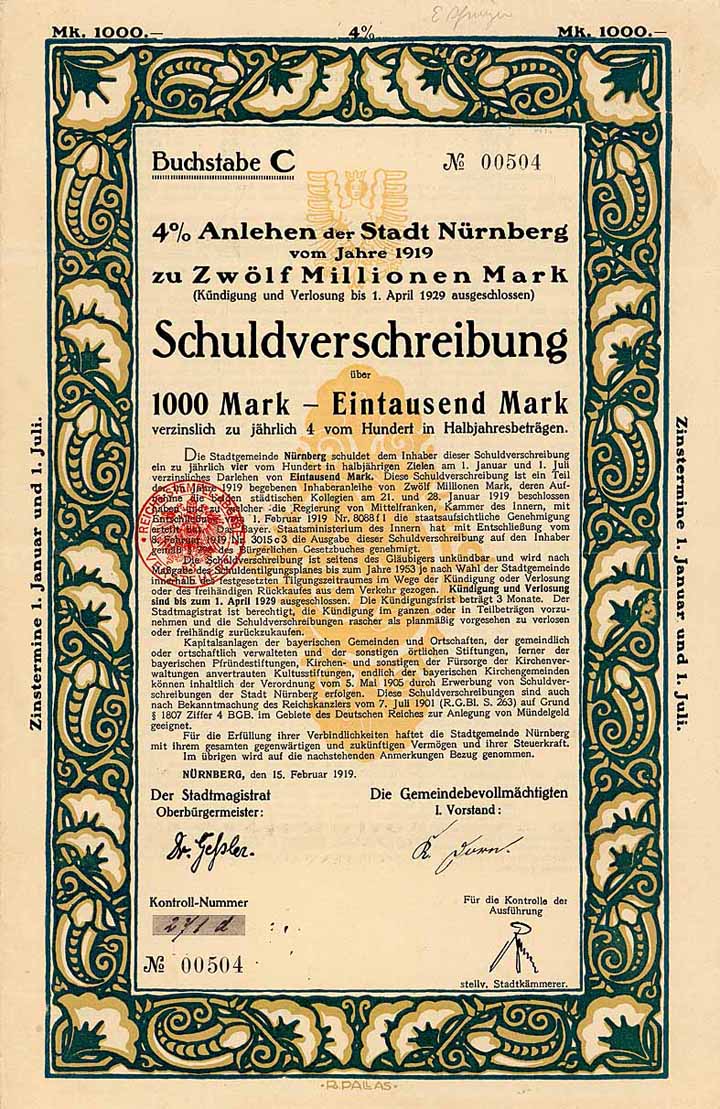 Mk. 1000.— 4% Mk. 1000.—
Buchstabe C № 00504
4% Anlehen der Stadt Nürnberg
vom Jahre 1919
zu Zwölf Millionen Mark
(Kündigung und Verlosung bis 1. April 1929 ausgeschlossen)
Schuldverschreibung
über
1000 Mark – Eintausend Mark
verzinslich zu jährlich 4 vom Hundert in Halbjahresbeträgen.
Die Stadtgemeinde Nürnberg schuldet dem Inhaber dieser Schuldverschreibung
ein zu jährlich vier vom Hundert in halbjährigen Zielen am 1. Januar und 1. Juli
verzinsliches Darlehen von Eintausend Mark. Diese Schuldverschreibung ist ein Teil
der im Jahre 1919 begebenen Inhaberanleihe von Zwölf Millionen Mark, deren Auf-
nahme die beiden städtischen Kollegien am 21. und 28. Januar 1919 beschlossen
haben und zu welcher die Regierung von Mittelfranken, Kammer des Innern, mit
Entschließung 1. Februar 1919 Nr. 8088f1 die staatsaufsichtliche Genehmigung
erteilt hat. Das Bayer. Staatsministerium des Innern hat mit Entschließung vom
6. Februar 1919 Nr. 3015c3 die Ausgabe dieser Schuldverschreibung auf den Inhaber
gemäß des Bürgerlichen Gesetzbuches genehmigt.
Die Schuldverschreibung ist seitens des Gläubigers unkündbar und wird nach
Maßgabe des Schuldentilgungsplanes bis zum Jahre 1953 je nach Wahl der Stadtgemeinde
innerhalb des festgesetzten Tilgungszeitraumes im Wege der Kündigung oder Verlosung
oder des freihändigen Rückkaufes aus dem Verkehr gezogen. Kündigung und Verlosung
sind bis zum 1. April 1929 ausgeschlossen. Die Kündigungsfrist beträgt 3 Monate. Der
Stadtmagistrat ist berechtigt, die Kündigung im ganzen oder in Teilbeträgen vorzu-
nehmen und die Schuldverschreibungen rascher als planmäßig vorgesehen zu verlosen
oder freihändig zurückzukaufen.
Kapitalsanlagen der bayerischen Gemeinden und Ortschaften, der gemeindlich
oder ortschaftlich verwalteten und der sonstigen örtlichen Stiftungen, ferner der
bayerischen Pfründestiftungen, Kirchen- und sonstigen der Fürsorge der Kirchenver-
waltungen anvertrauten Kultusstiftungen, endlich der bayerischen Kirchengemeinden
können inhaltlich der Verordnung vom 5. Mai 1905 durch Erwerbung von Schuldver-
schreibungen der Stadt Nürnberg erfolgen. Diese Schuldverschreibungen sind auch
nach Bekanntmachung des Reichskanzlers vom 7. Juli 1901 (R.G.Bl. S. 263) auf Grund
§ 1807 Ziffer 4 BGB. im Gebiete des Deutschen Reiches zur Anlegung von Mündelgeld
geeignet.
Für die Erfüllung ihrer Verbindlichkeiten haftet die Stadtgemeinde Nürnberg
mit ihrem gesamten gegenwärtigen und zukünftigen Vermögen und ihrer Steuerkraft.
Im übrigen wird auf die nachstehenden Anmerkungen Bezug genommen.
NÜRNBERG, den 15. Februar 1919.
Der Stadtmagistrat Die Gemeindebevollmächtigten
Oberbürgermeister: I. Vorstand:
Dr. Geßler. K. Dorn.
Kontroll-Nummer Für die Kontrolle der
Ausführung
271 d
№ 00504
stellv. Stadtkämmerer.
Zinstermine 1. Januar und 1. Juli.
Zinstermine 1. Januar und 1. Juli.
PALLAS